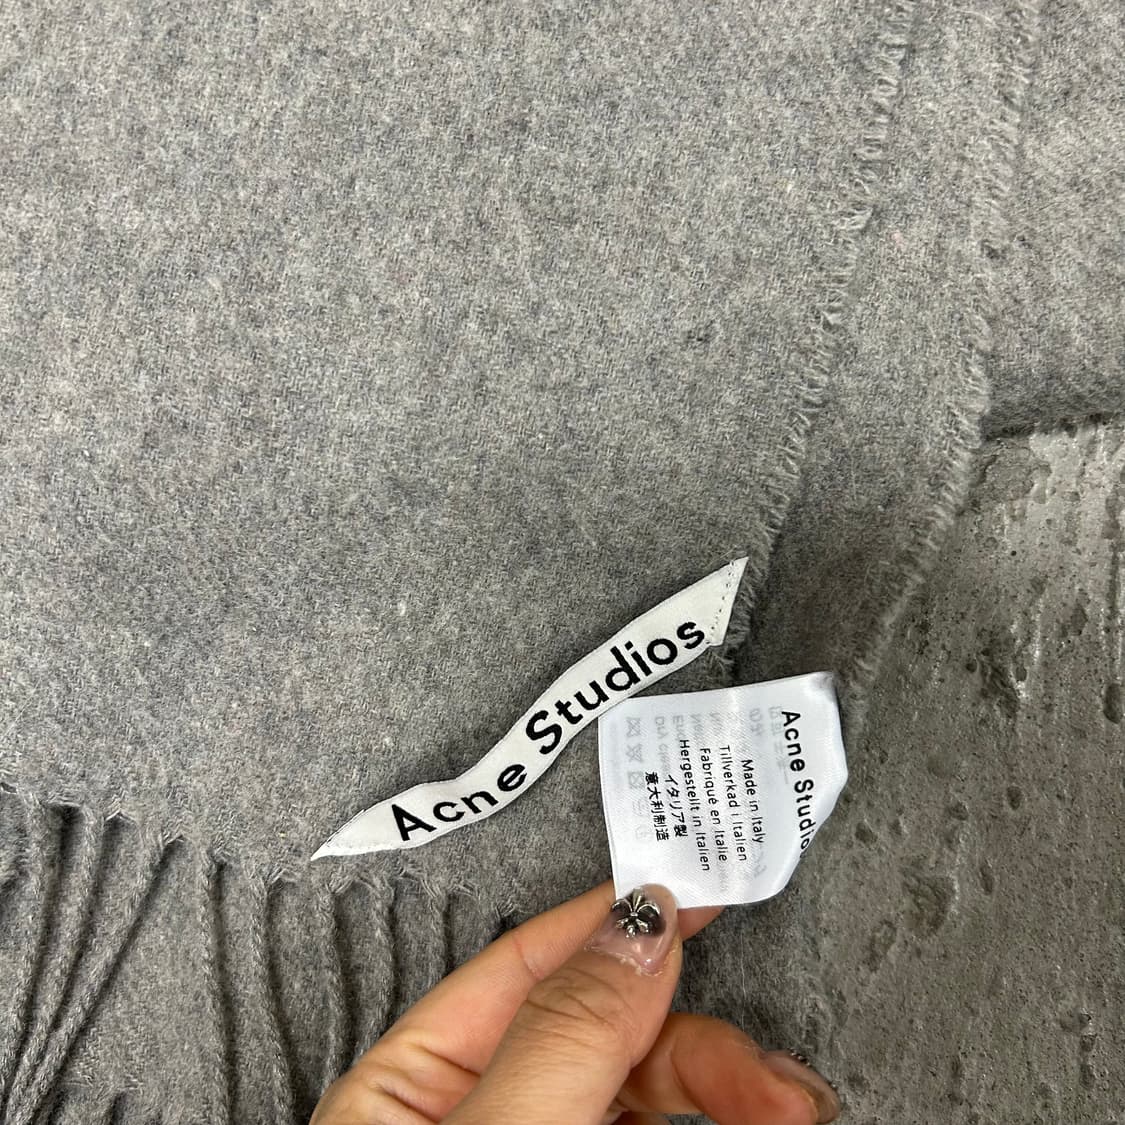 Acne Studios
Acne Studios
Made in Italy
Tillverkad i Italien
Fabriqué en Italie
Hergestellt in Italien
イタリア製
意大利制造